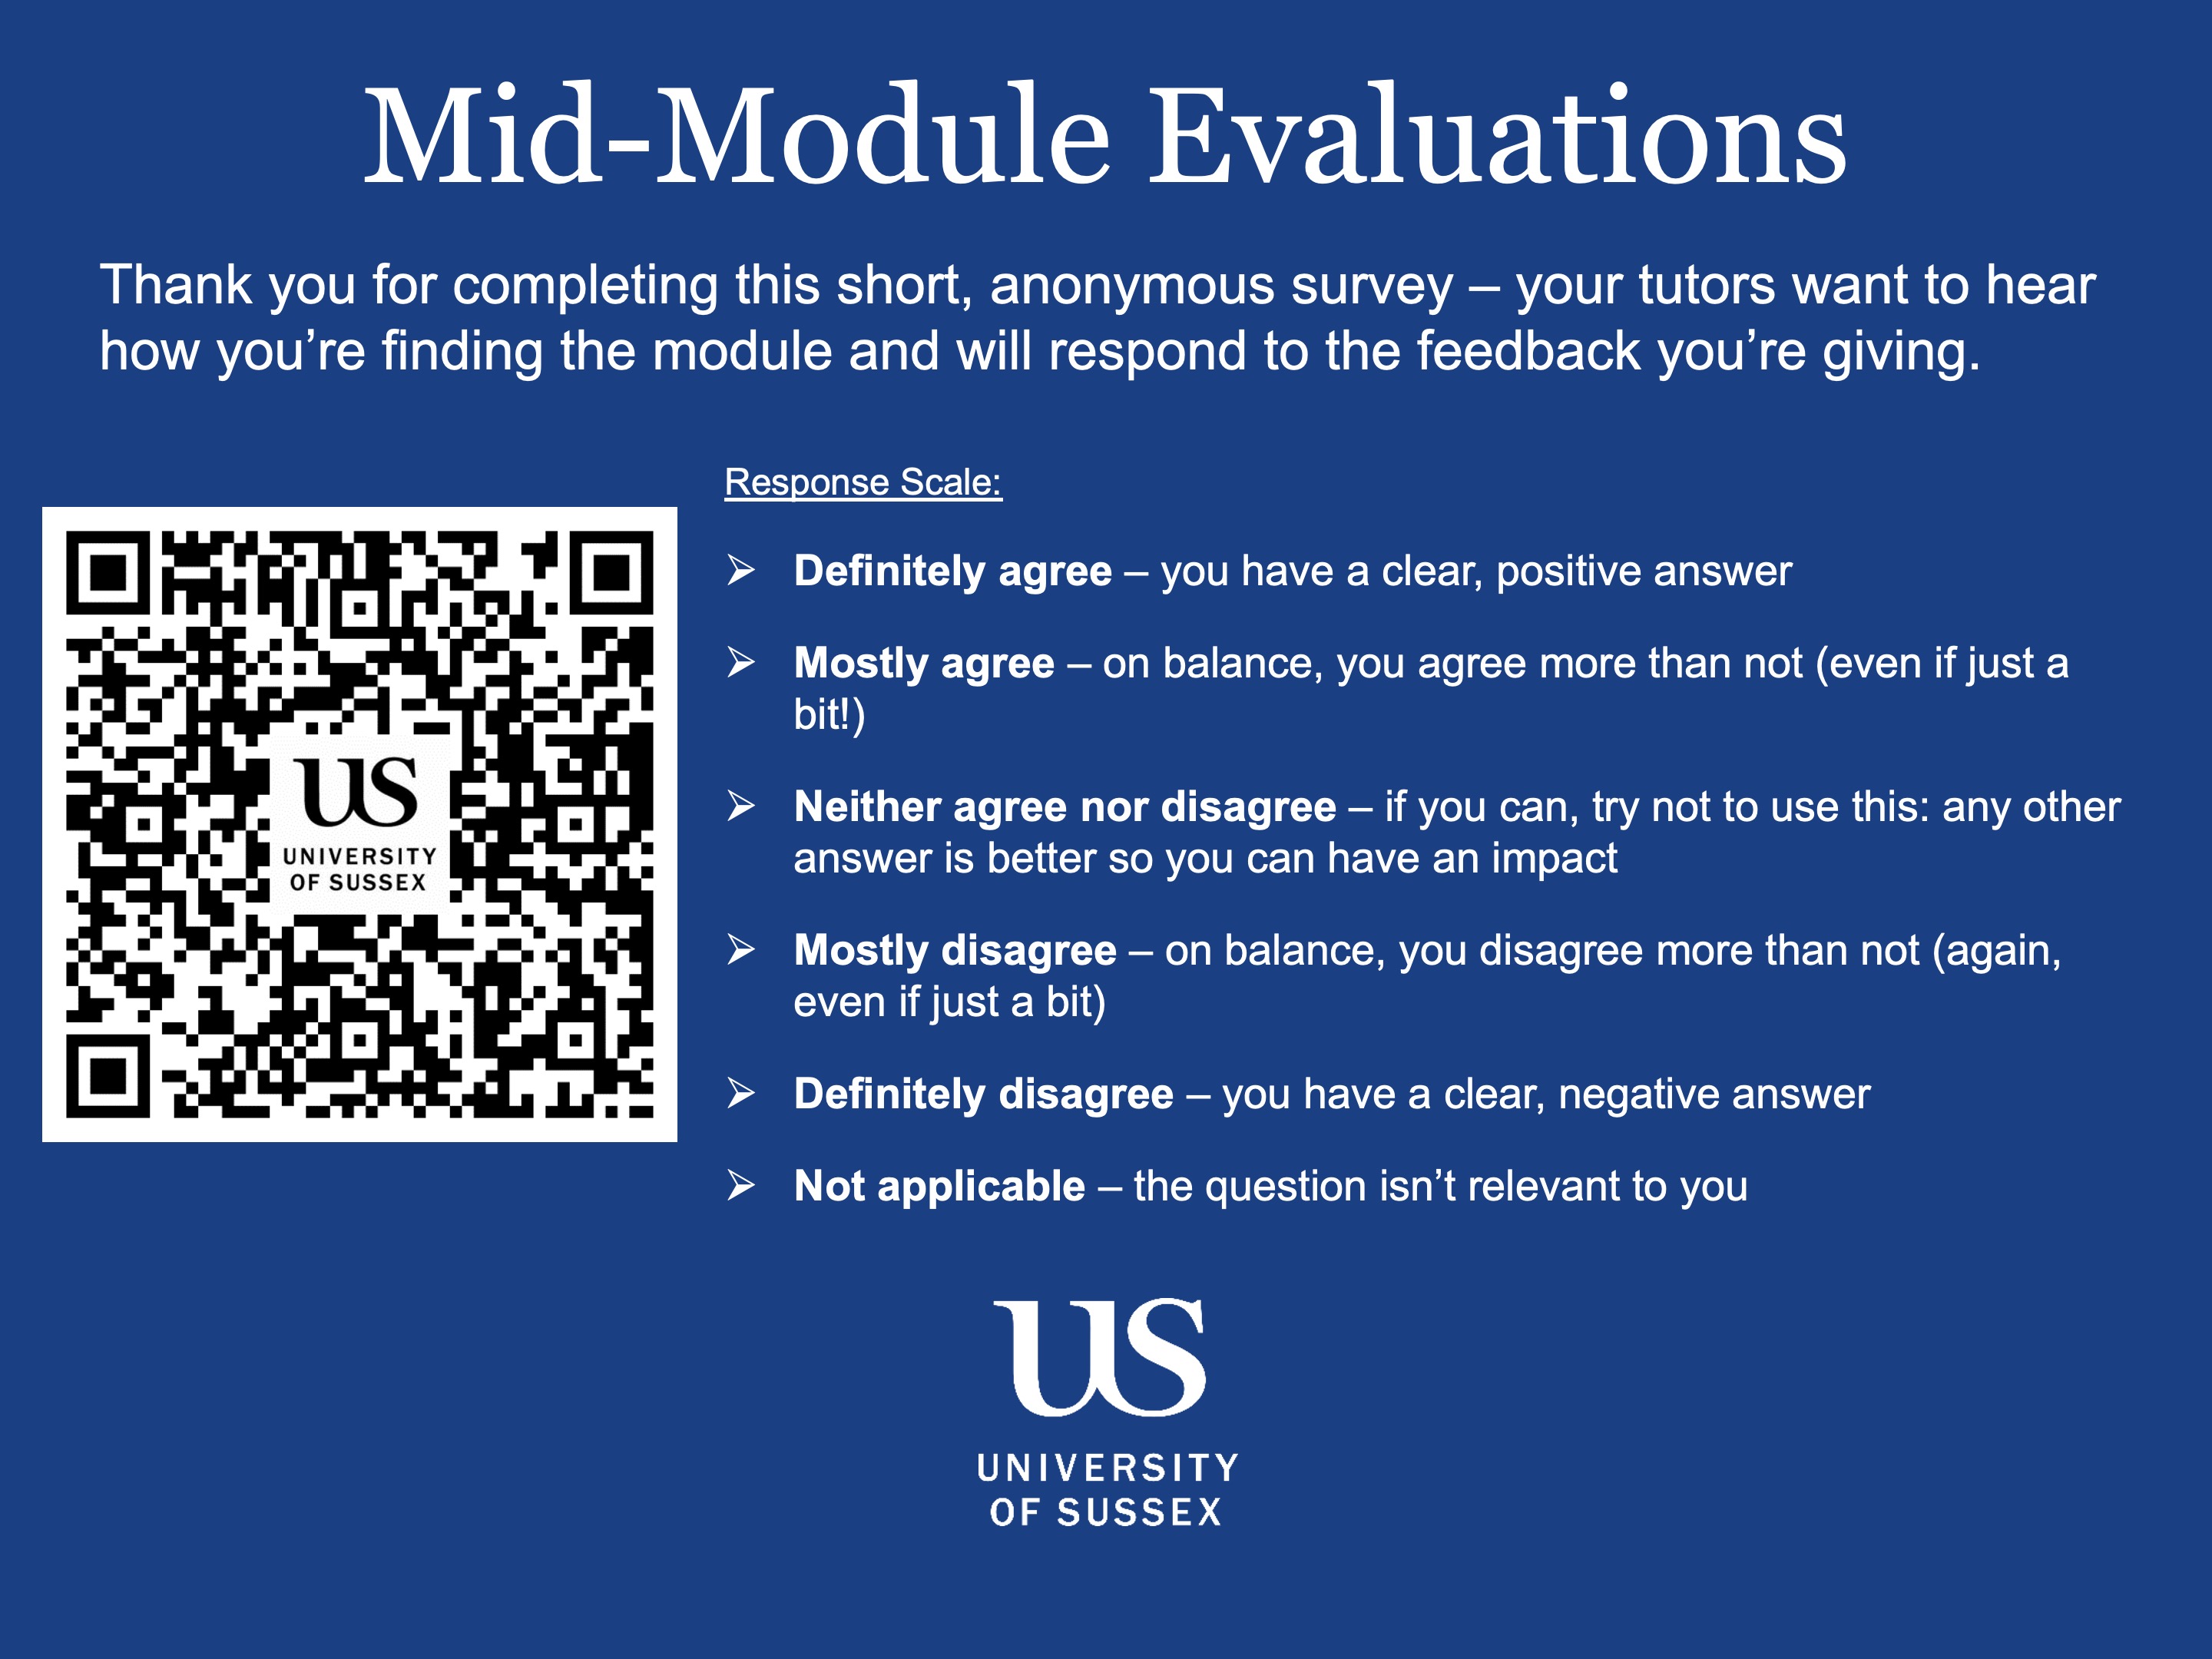 Mid-Module Evaluations
Thank you for completing this short, anonymous survey – your tutors want to hear
how you’re finding the module and will respond to the feedback you’re giving.
Response Scale:
➢ Definitely agree – you have a clear, positive answer
➢ Mostly agree – on balance, you agree more than not (even if just a
bit!)
➢ Neither agree nor disagree – if you can, try not to use this: any other
answer is better so you can have an impact
➢ Mostly disagree – on balance, you disagree more than not (again,
even if just a bit)
➢ Definitely disagree – you have a clear, negative answer
➢ Not applicable – the question isn’t relevant to you
US
UNIVERSITY
OF SUSSEX
US
UNIVERSITY
OF SUSSEX